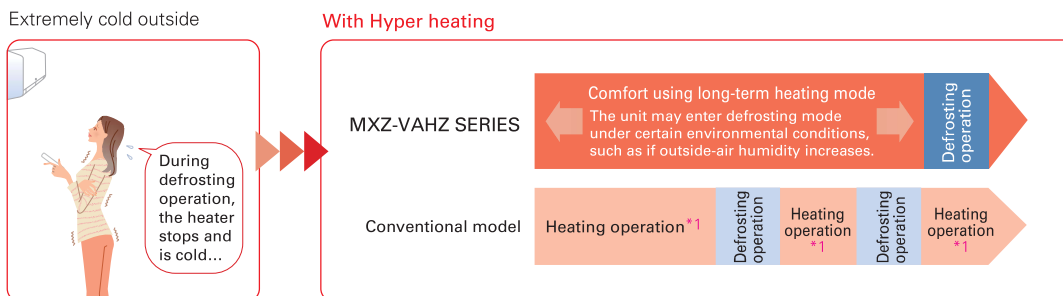 Extremely cold outside
During
defrosting
operation,
the heater
stops and
is cold…
With Hyper heating
MXZ-VAHZ SERIES
Comfort using long-term heating mode
The unit may enter defrosting mode
under certain environmental conditions,
such as if outside-air humidity increases.
Defrosting
operation
Conventional model
Heating operation*1
Defrosting
operation
Heating
operation
*1
Defrosting
operation
Heating
operation
*1